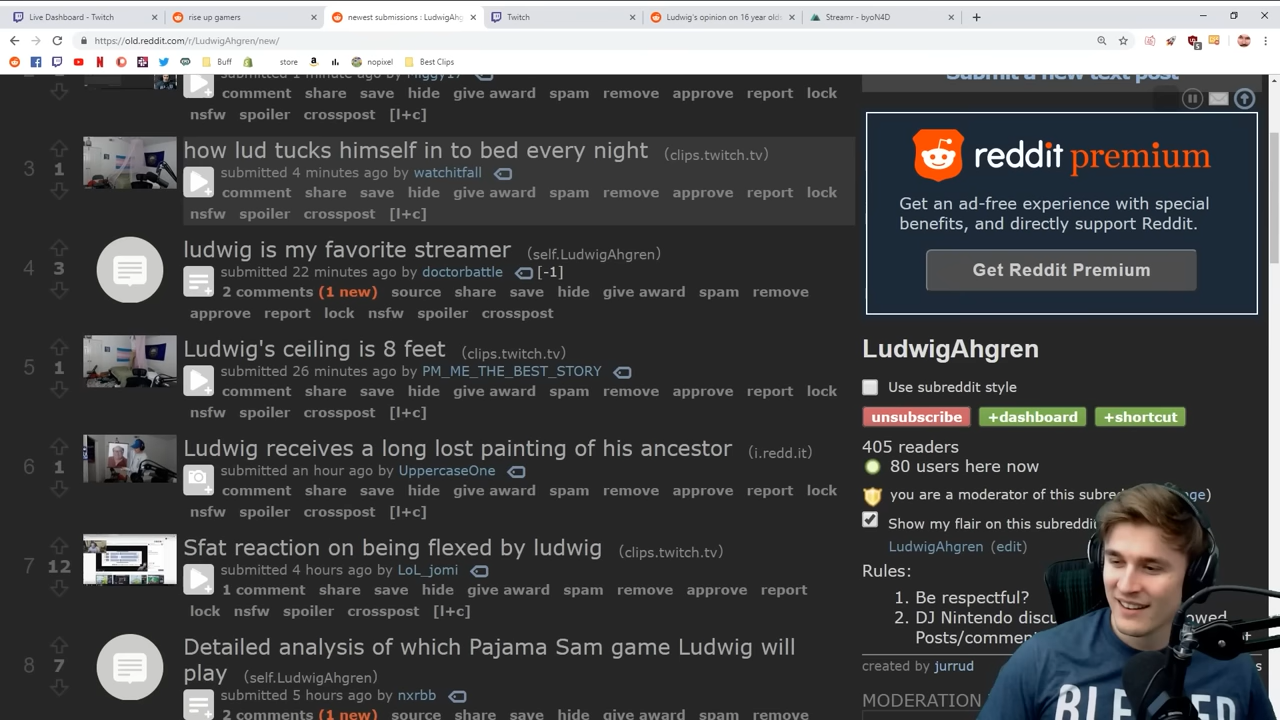 Live Dashboard - Twitch
rise up gamers
newest submissions : LudwigAhg
Twitch
Ludwig's opinion on 16 year old
Streamr - byoN4D
https://old.reddit.com/r/LudwigAhgren/new/
Buff
store
nopixel
Best Clips
comment share save hide give award spam remove approve report lock
nsfw spoiler crosspost [l+c]
3
1
how lud tucks himself in to bed every night (clips.twitch.tv)
submitted 4 minutes ago by watchitfall
comment share save hide give award spam remove approve report lock
nsfw spoiler crosspost [l+c]
4
3
ludwig is my favorite streamer (self.LudwigAhgren)
submitted 22 minutes ago by doctorbattle [-1]
2 comments (1 new) source share save hide give award spam remove
approve report lock nsfw spoiler crosspost
5
1
Ludwig's ceiling is 8 feet (clips.twitch.tv)
submitted 26 minutes ago by PM_ME_THE_BEST_STORY
comment share save hide give award spam remove approve report lock
nsfw spoiler crosspost [l+c]
6
1
Ludwig receives a long lost painting of his ancestor (i.redd.it)
submitted an hour ago by UppercaseOne
comment share save hide give award spam remove approve report lock
nsfw spoiler crosspost [l+c]
7
12
Sfat reaction on being flexed by ludwig (clips.twitch.tv)
submitted 4 hours ago by LoL_jomi
1 comment share save hide give award spam remove approve report
lock nsfw spoiler crosspost [l+c]
8
7
Detailed analysis of which Pajama Sam game Ludwig will
play (self.LudwigAhgren)
submitted 5 hours ago by nxrbb
2 comments (1 new) source share save hide give award spam remove
Submit a new text post
reddit premium
Get an ad-free experience with special
benefits, and directly support Reddit.
Get Reddit Premium
LudwigAhgren
Use subreddit style
unsubscribe +dashboard +shortcut
405 readers
80 users here now
you are a moderator of this subred
Show my flair on this subreddi
LudwigAhgren (edit)
Rules:
1. Be respectful?
2. DJ Nintendo discu
Posts/commen
created by jurrud
MODERATION